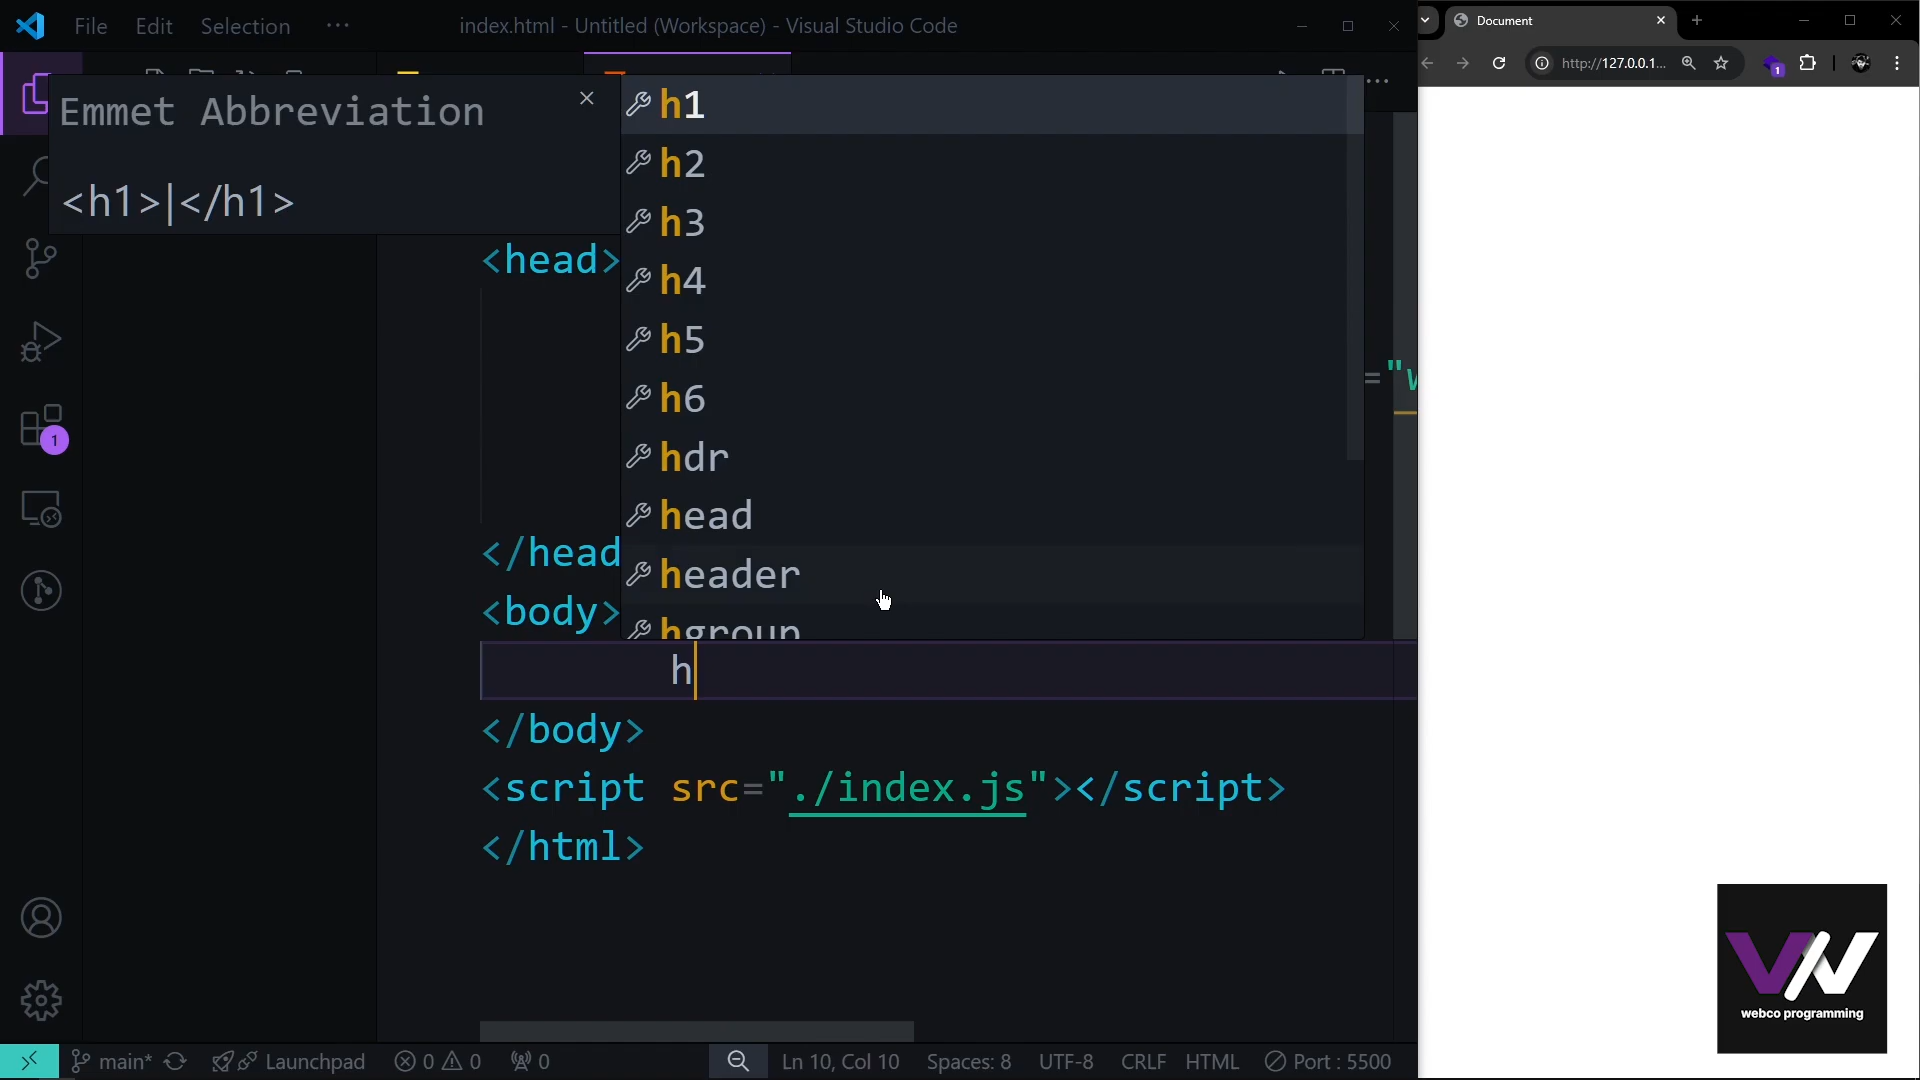 File Edit Selection ··· index.html - Untitled (Workspace) - Visual Studio Code
Document
http://127.0.0.1...
1
Emmet Abbreviation
<h1>|</h1>
h1
h2
h3
h4
h5
h6
hdr
head
header
hgroup
<head>
="
</head
<body>
h
</body>
<script src="./index.js"></script>
</html>
1
webco programming
main* Launchpad 0 0 0 Ln 10, Col 10 Spaces: 8 UTF-8 CRLF HTML Port : 5500